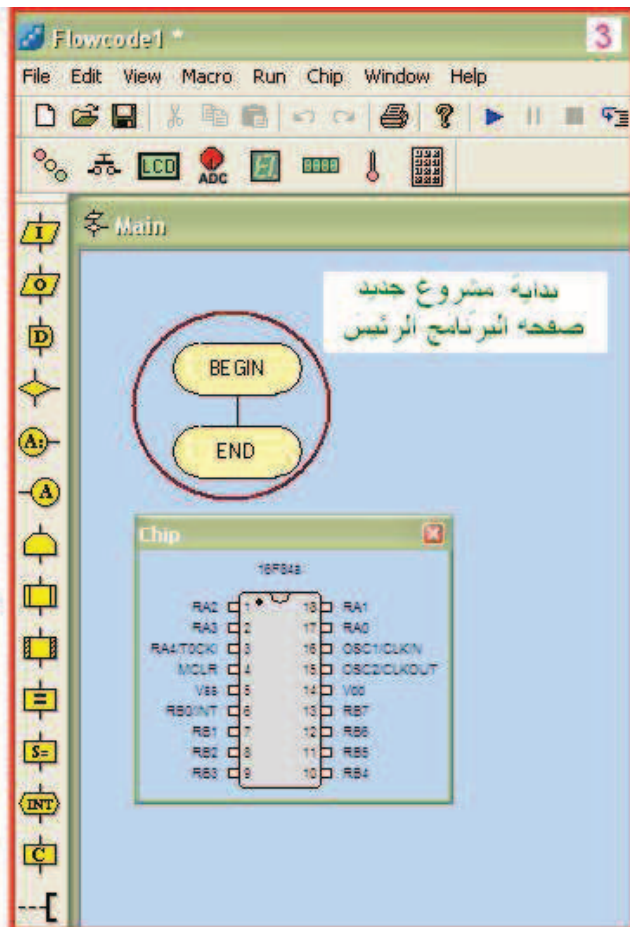 Flowcode1 *
3
File Edit View Macro Run Chip Window Help
LCD
ADC
Main
بداية مشروع جديد
صفحه البرنامج الرئيس
BEGIN
END
I
O
D
A:
A
=
S=
INT
C
Chip
16F84a
RA2 1 18 RA1
RA3 2 17 RA0
RA4/T0CKI 3 16 OSC1/CLKIN
MCLR 4 15 OSC2/CLKOUT
Vss 5 14 VDD
RB0/INT 6 13 RB7
RB1 7 12 RB6
RB2 8 11 RB5
RB3 9 10 RB4